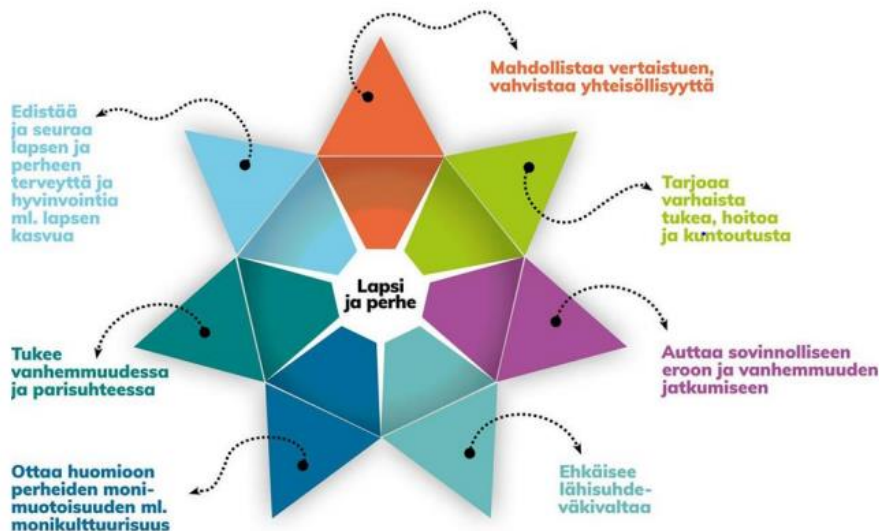 Mahdollistaa vertaistuen,
vahvistaa yhteisöllisyyttä
Tarjoaa
varhaista
tukea, hoitoa
ja kuntoutusta
Auttaa sovinnolliseen
eroon ja vanhemmuuden
jatkumiseen
Ehkäisee
lähisuhde-
väkivaltaa
Ottaa huomioon
perheiden moni-
muotoisuuden ml.
monikulttuurisuus
Tukee
vanhemmuudessa
ja parisuhteessa
Edistää
ja seuraa
lapsen ja
perheen
terveyttä ja
hyvinvointia
ml. lapsen
kasvua
Lapsi
ja perhe